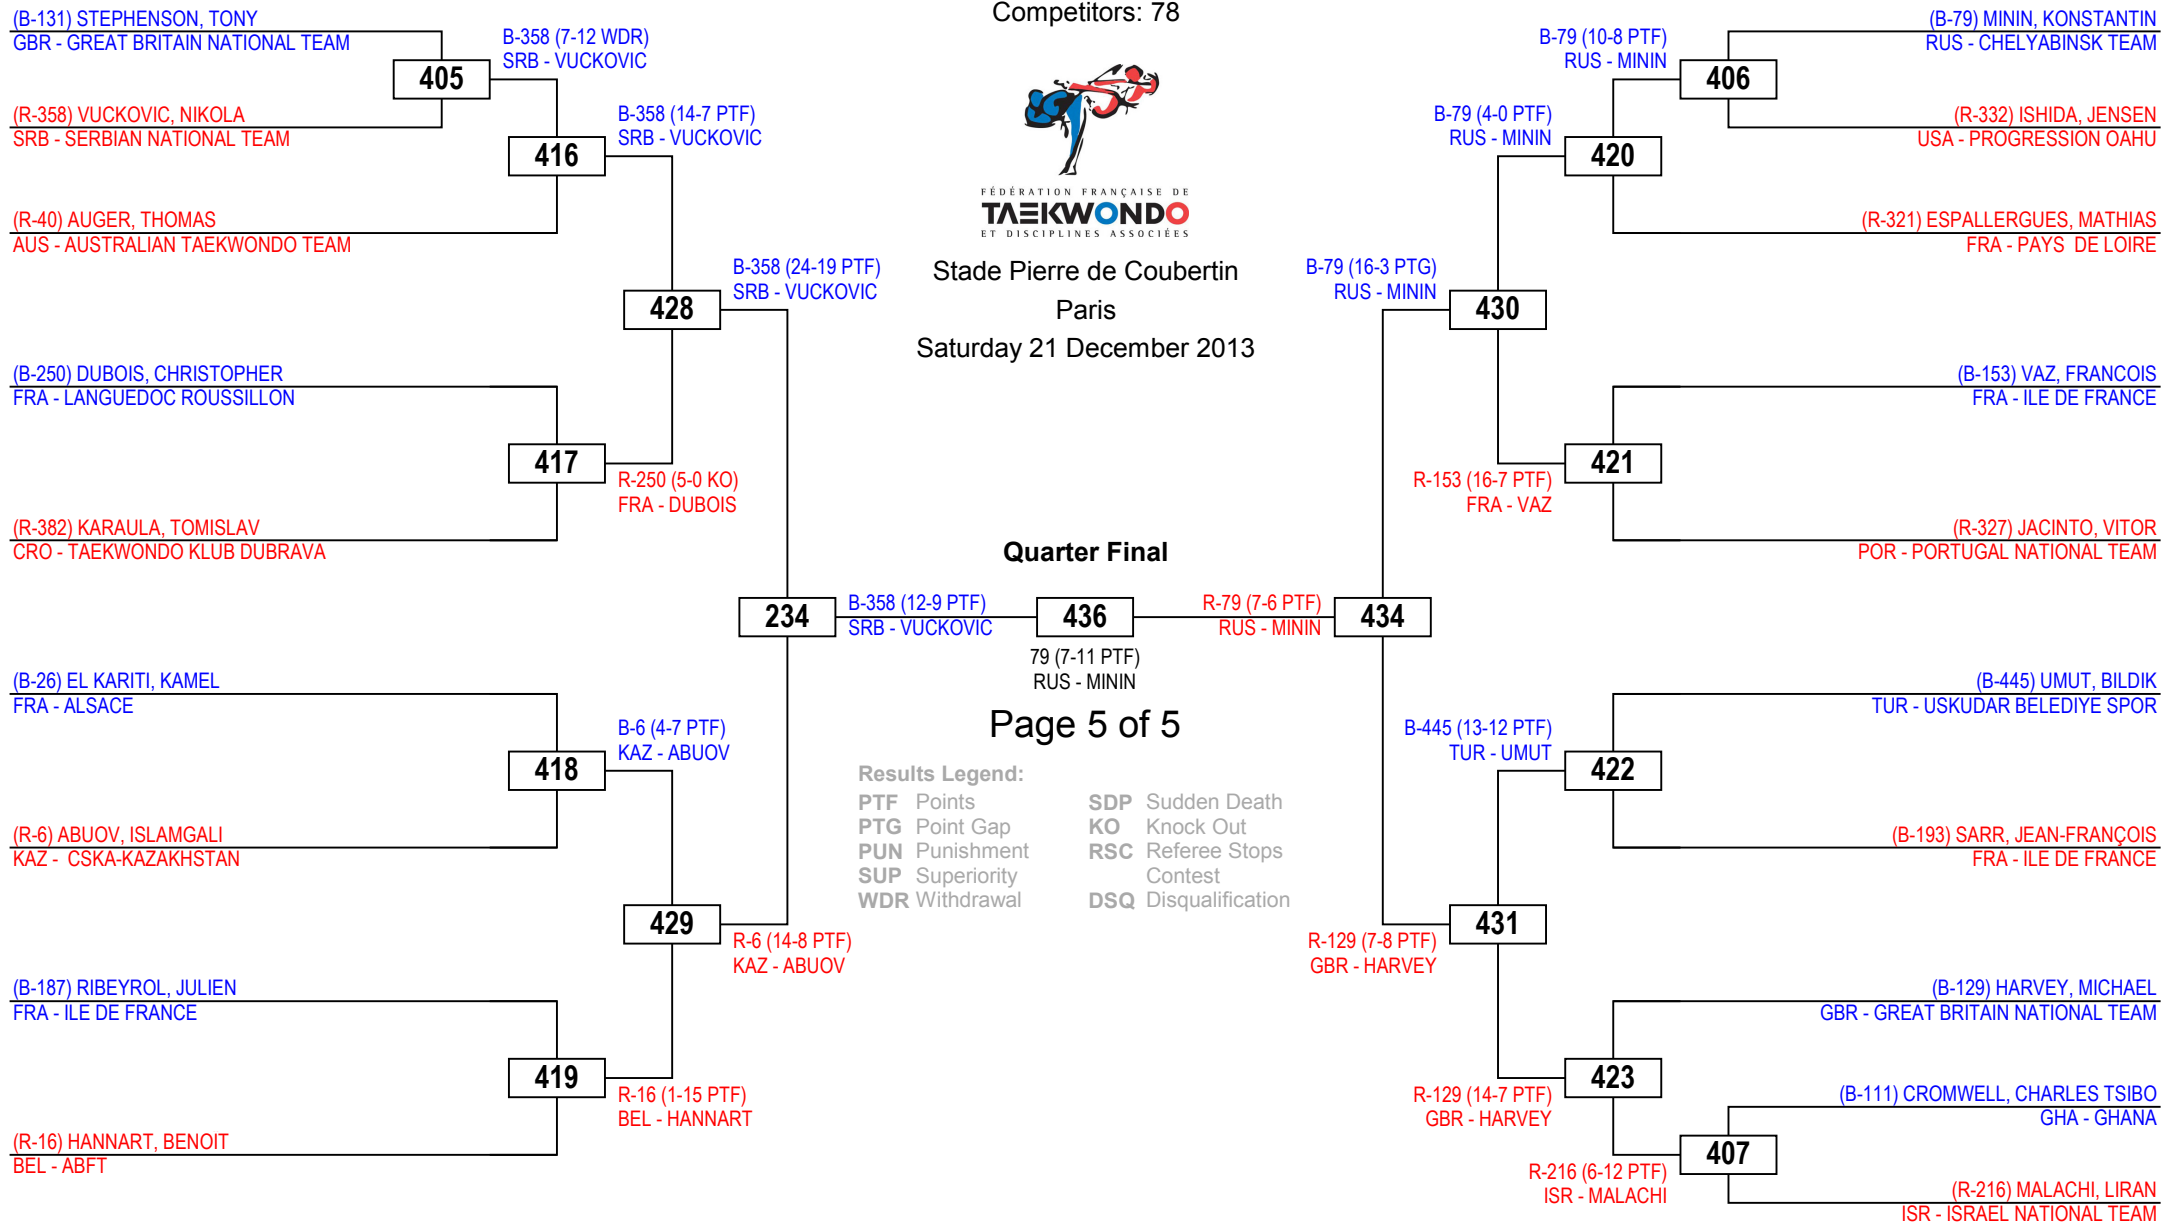 Competitors: 78
FÉDÉRATION FRANÇAISE DE
TAEKWONDO
ET DISCIPLINES ASSOCIÉES
Stade Pierre de Coubertin
Paris
Saturday 21 December 2013
(B-131) STEPHENSON, TONY
GBR - GREAT BRITAIN NATIONAL TEAM
405
(R-358) VUCKOVIC, NIKOLA
SRB - SERBIAN NATIONAL TEAM
B-358 (7-12 WDR)
SRB - VUCKOVIC
416
(R-40) AUGER, THOMAS
AUS - AUSTRALIAN TAEKWONDO TEAM
B-358 (14-7 PTF)
SRB - VUCKOVIC
428
(B-250) DUBOIS, CHRISTOPHER
FRA - LANGUEDOC ROUSSILLON
417
(R-382) KARAULA, TOMISLAV
CRO - TAEKWONDO KLUB DUBRAVA
R-250 (5-0 KO)
FRA - DUBOIS
B-358 (24-19 PTF)
SRB - VUCKOVIC
234
(B-26) EL KARITI, KAMEL
FRA - ALSACE
418
(R-6) ABUOV, ISLAMGALI
KAZ - CSKA-KAZAKHSTAN
B-6 (4-7 PTF)
KAZ - ABUOV
429
(B-187) RIBEYROL, JULIEN
FRA - ILE DE FRANCE
419
(R-16) HANNART, BENOIT
BEL - ABFT
R-16 (1-15 PTF)
BEL - HANNART
R-6 (14-8 PTF)
KAZ - ABUOV
Quarter Final
B-358 (12-9 PTF)
SRB - VUCKOVIC
436
R-79 (7-6 PTF)
RUS - MININ
79 (7-11 PTF)
RUS - MININ
Page 5 of 5
Results Legend:
PTF Points
PTG Point Gap
PUN Punishment
SUP Superiority
WDR Withdrawal
SDP Sudden Death
KO Knock Out
RSC Referee Stops
Contest
DSQ Disqualification
(B-79) MININ, KONSTANTIN
RUS - CHELYABINSK TEAM
406
(R-332) ISHIDA, JENSEN
USA - PROGRESSION OAHU
B-79 (10-8 PTF)
RUS - MININ
420
(R-321) ESPALLERGUES, MATHIAS
FRA - PAYS DE LOIRE
B-79 (4-0 PTF)
RUS - MININ
430
(B-153) VAZ, FRANCOIS
FRA - ILE DE FRANCE
421
(R-327) JACINTO, VITOR
POR - PORTUGAL NATIONAL TEAM
R-153 (16-7 PTF)
FRA - VAZ
B-79 (16-3 PTG)
RUS - MININ
434
(B-445) UMUT, BILDIK
TUR - USKUDAR BELEDIYE SPOR
422
(B-193) SARR, JEAN-FRANÇOIS
FRA - ILE DE FRANCE
B-445 (13-12 PTF)
TUR - UMUT
431
R-129 (7-8 PTF)
GBR - HARVEY
(B-129) HARVEY, MICHAEL
GBR - GREAT BRITAIN NATIONAL TEAM
423
R-129 (14-7 PTF)
GBR - HARVEY
(B-111) CROMWELL, CHARLES TSIBO
GHA - GHANA
407
R-216 (6-12 PTF)
ISR - MALACHI
(R-216) MALACHI, LIRAN
ISR - ISRAEL NATIONAL TEAM